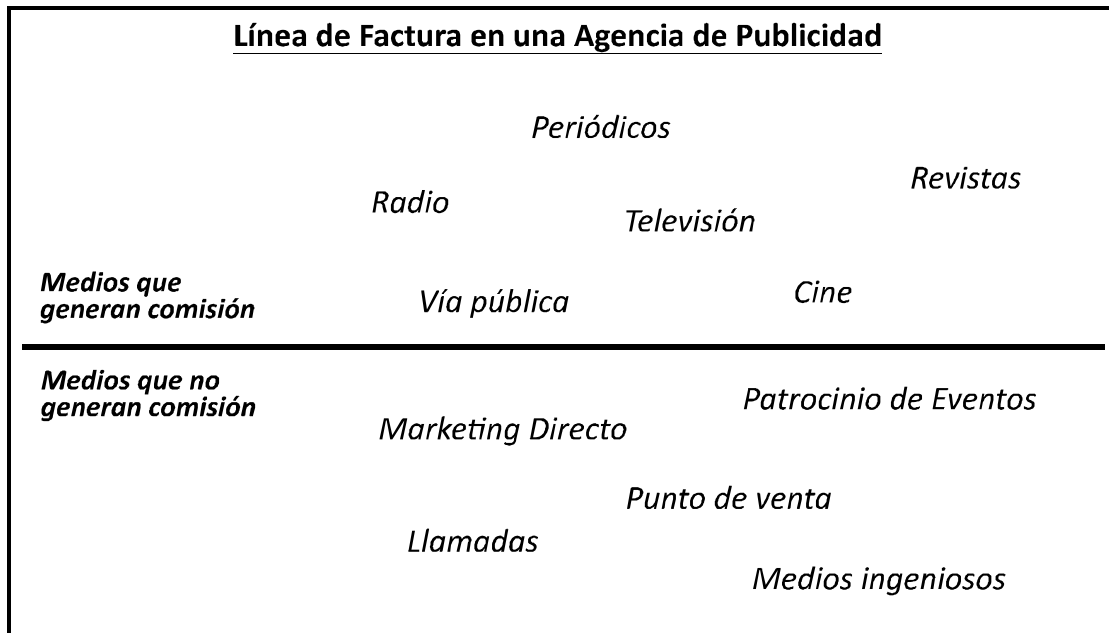 Línea de Factura en una Agencia de Publicidad
Periódicos
Revistas
Radio
Televisión
Medios que
generan comisión
Vía pública
Cine
Medios que no
generan comisión
Patrocinio de Eventos
Marketing Directo
Punto de venta
Llamadas
Medios ingeniosos